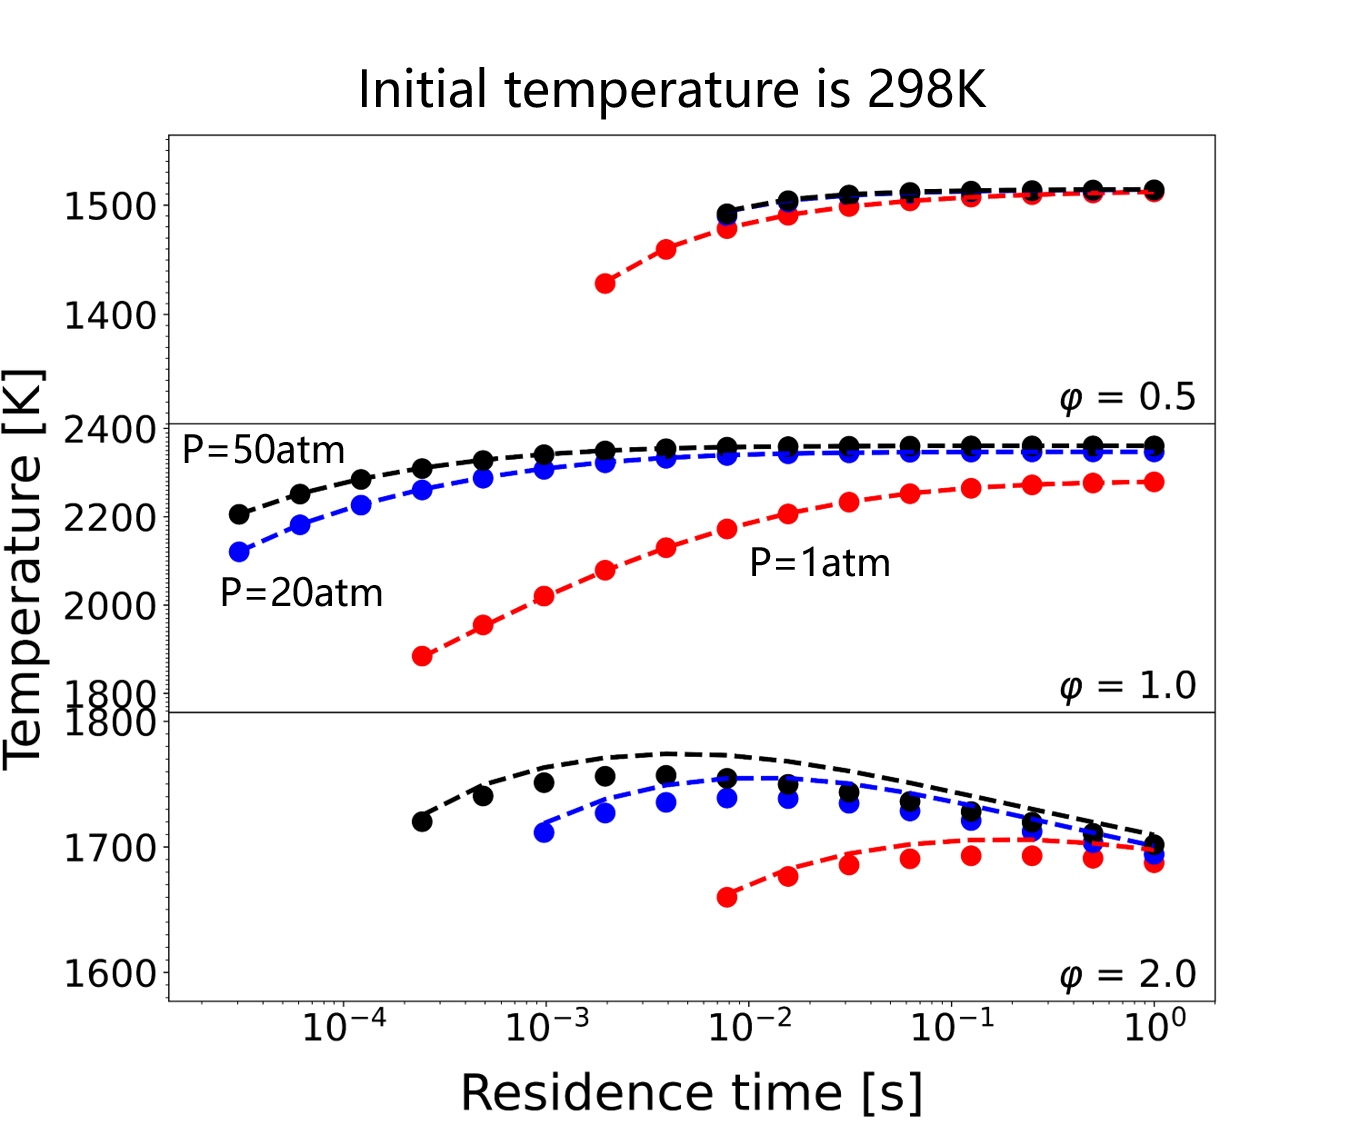 Initial temperature is 298K
Temperature [K]
1500
1400
φ = 0.5
2400
P=50atm
2200
P=1atm
P=20atm
2000
1800
φ = 1.0
1800
1700
1600
φ = 2.0
10⁻⁴ 10⁻³ 10⁻² 10⁻¹ 10⁰
Residence time [s]